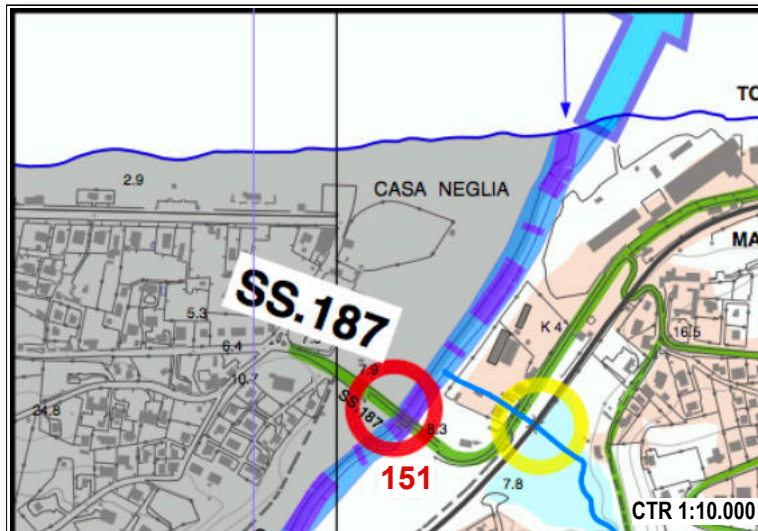 TO
2.9
CASA NEGLIA
MA
SS.187
5.3
K 4
16.5
6.4
7.9
10.7
SS.187
24.8
8.3
151
7.8
CTR 1:10.000